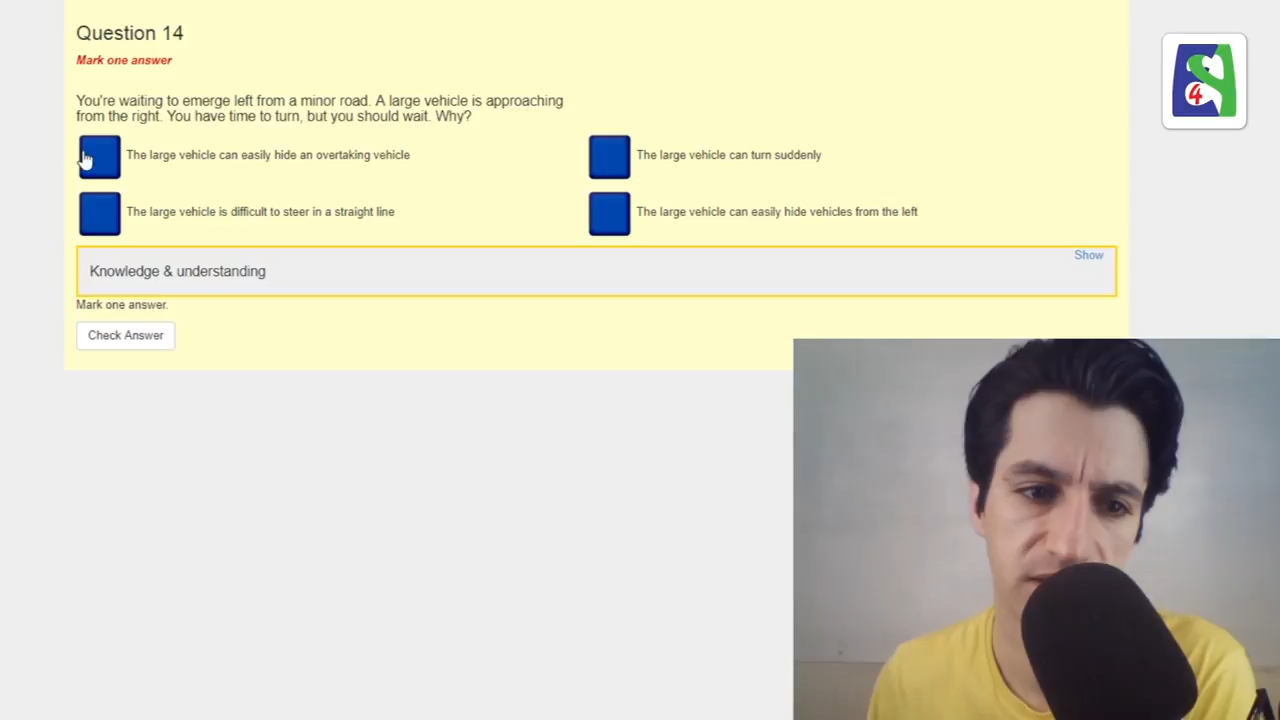 Question 14
Mark one answer
You're waiting to emerge left from a minor road. A large vehicle is approaching
from the right. You have time to turn, but you should wait. Why?
The large vehicle can easily hide an overtaking vehicle
The large vehicle can turn suddenly
The large vehicle is difficult to steer in a straight line
The large vehicle can easily hide vehicles from the left
Show
Knowledge & understanding
Mark one answer.
Check Answer
4